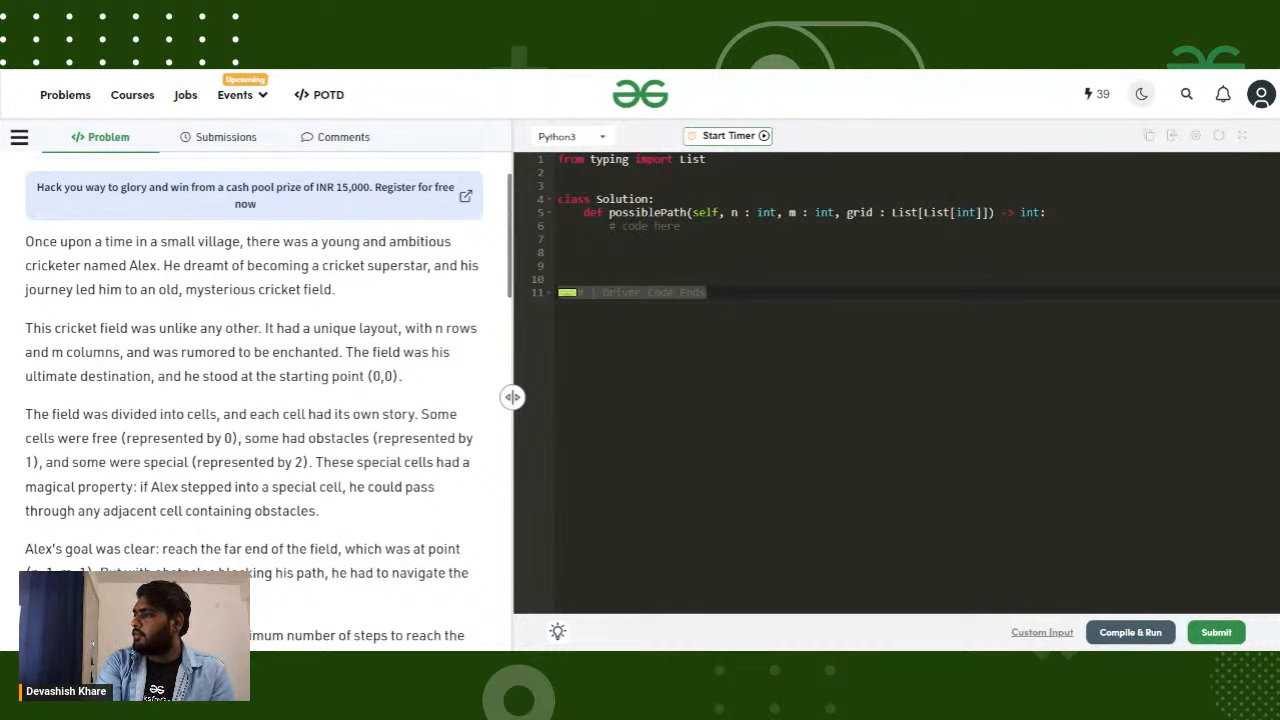 Upcoming
Problems Courses Jobs Events </> POTD 39
</> Problem Submissions Comments
Python3 Start Timer
Hack you way to glory and win from a cash pool prize of INR 15,000. Register for free
now
Once upon a time in a small village, there was a young and ambitious
cricketer named Alex. He dreamt of becoming a cricket superstar, and his
journey led him to an old, mysterious cricket field.
This cricket field was unlike any other. It had a unique layout, with n rows
and m columns, and was rumored to be enchanted. The field was his
ultimate destination, and he stood at the starting point (0,0).
The field was divided into cells, and each cell had its own story. Some
cells were free (represented by 0), some had obstacles (represented by
1), and some were special (represented by 2). These special cells had a
magical property: if Alex stepped into a special cell, he could pass
through any adjacent cell containing obstacles.
Alex's goal was clear: reach the far end of the field, which was at point
king his path, he had to navigate the
imum number of steps to reach the
1 from typing import List
2
3
4 class Solution:
5 def possiblePath(self, n : int, m : int, grid : List[List[int]]) -> int:
6 # code here
7
8
9
10
11 # } Driver Code Ends
Custom Input Compile & Run Submit
Devashish Khare